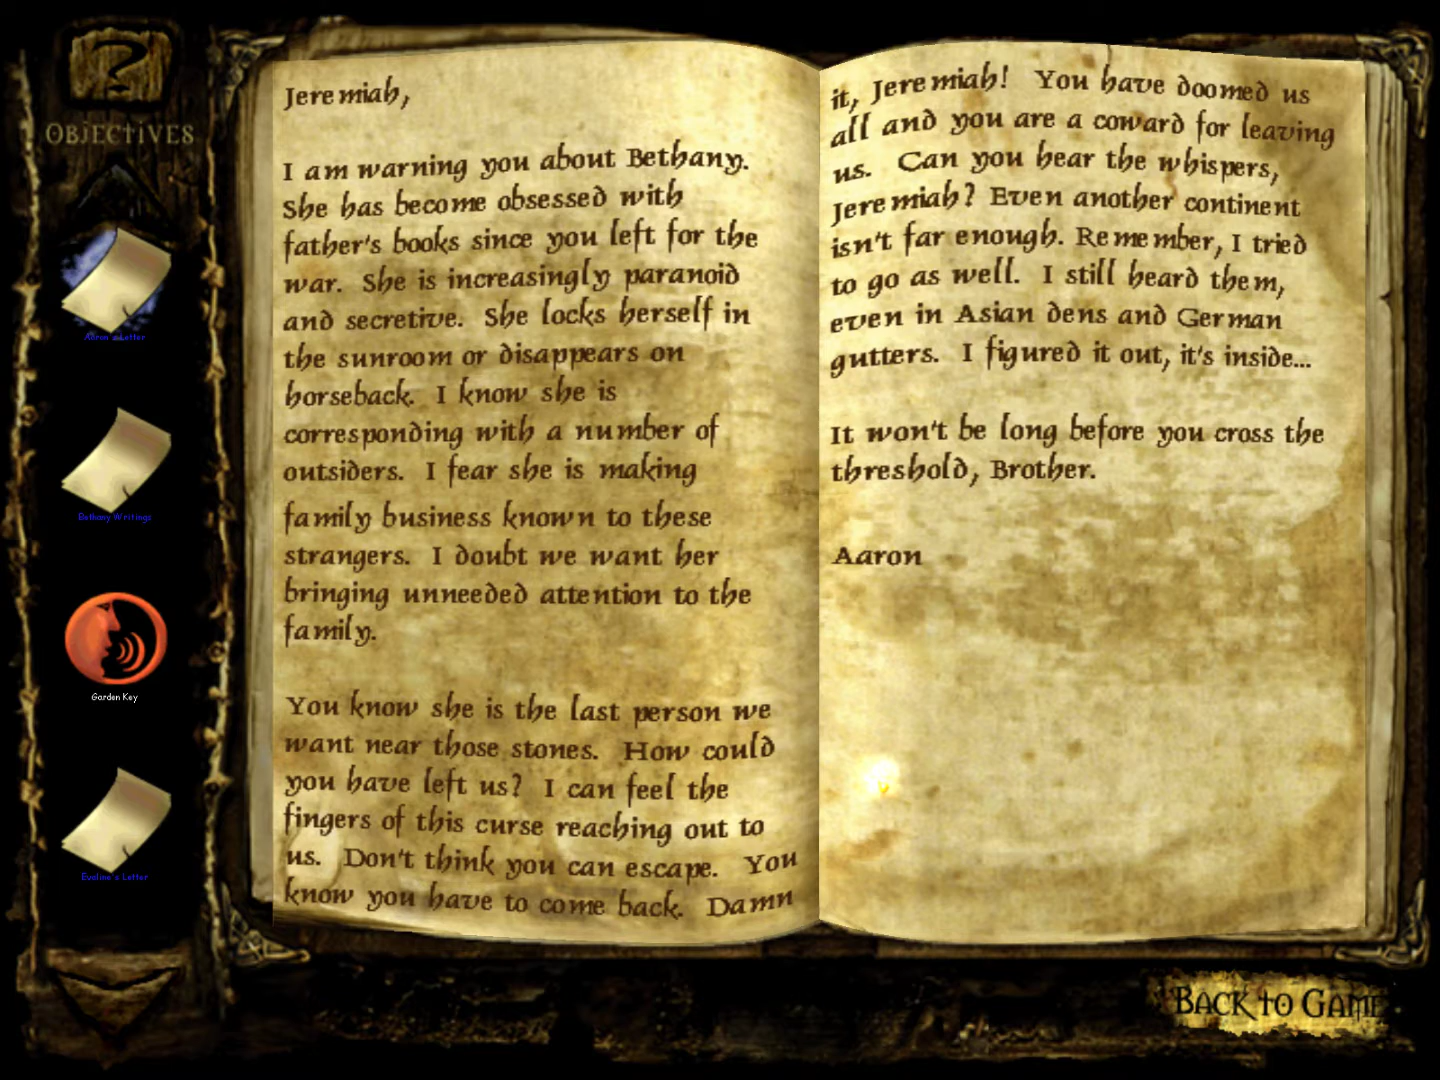 OBJECTIVES
Aaron's Letter
Bethany Writings
Garden Key
Eveline's Letter
Jeremiah,
I am warning you about Bethany.
She has become obsessed with
father's books since you left for the
war. She is increasingly paranoid
and secretive. She locks herself in
the sunroom or disappears on
horseback. I know she is
corresponding with a number of
outsiders. I fear she is making
family business known to these
strangers. I doubt we want her
bringing unneeded attention to the
family.
You know she is the last person we
want near those stones. How could
you have left us? I can feel the
fingers of this curse reaching out to
us. Don't think you can escape. You
know you have to come back. Damn
it, Jeremiah! You have doomed us
all and you are a coward for leaving
us. Can you hear the whispers,
Jeremiah? Even another continent
isn't far enough. Remember, I tried
to go as well. I still heard them,
even in Asian dens and German
gutters. I figured it out, it's inside...
It won't be long before you cross the
threshold, Brother.
Aaron
BACK TO GAME